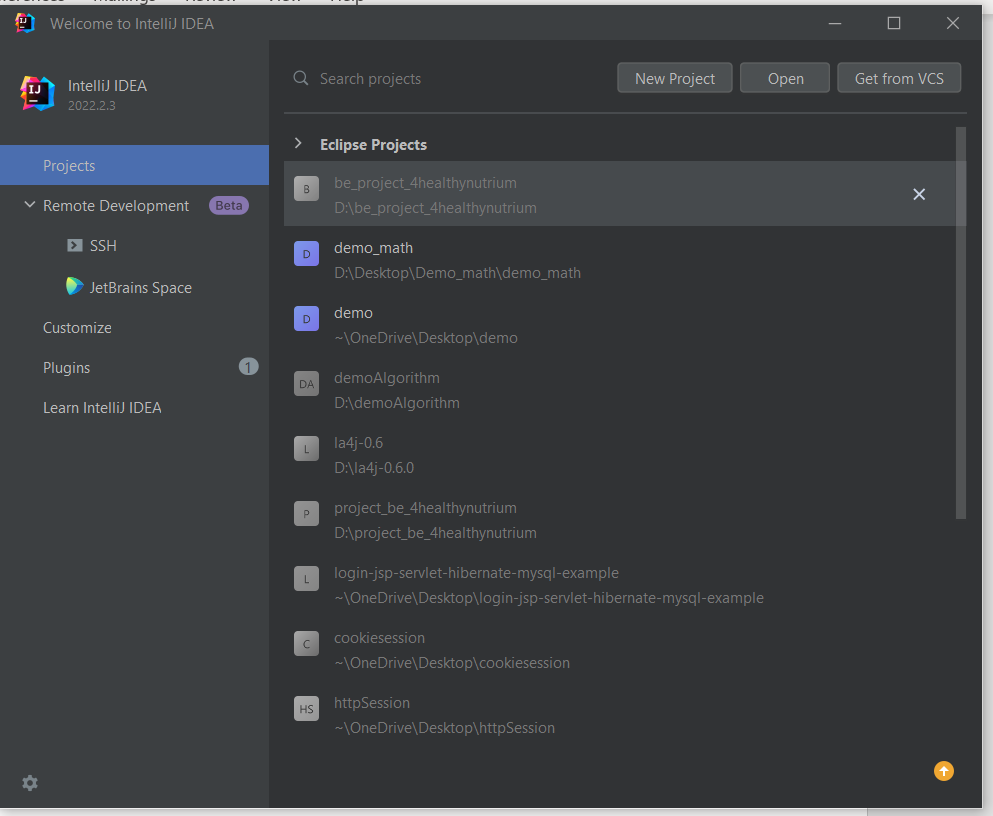 Welcome to IntelliJ IDEA
IJ
IntelliJ IDEA
2022.2.3
Projects
Remote Development Beta
SSH
JetBrains Space
Customize
Plugins 1
Learn IntelliJ IDEA
Search projects
New Project
Open
Get from VCS
Eclipse Projects
B
be_project_4healthynutrium
D:\be_project_4healthynutrium
D
demo_math
D:\Desktop\Demo_math\demo_math
D
demo
~\OneDrive\Desktop\demo
DA
demoAlgorithm
D:\demoAlgorithm
L
la4j-0.6
D:\la4j-0.6.0
P
project_be_4healthynutrium
D:\project_be_4healthynutrium
L
login-jsp-servlet-hibernate-mysql-example
~\OneDrive\Desktop\login-jsp-servlet-hibernate-mysql-example
C
cookiesession
~\OneDrive\Desktop\cookiesession
HS
httpSession
~\OneDrive\Desktop\httpSession